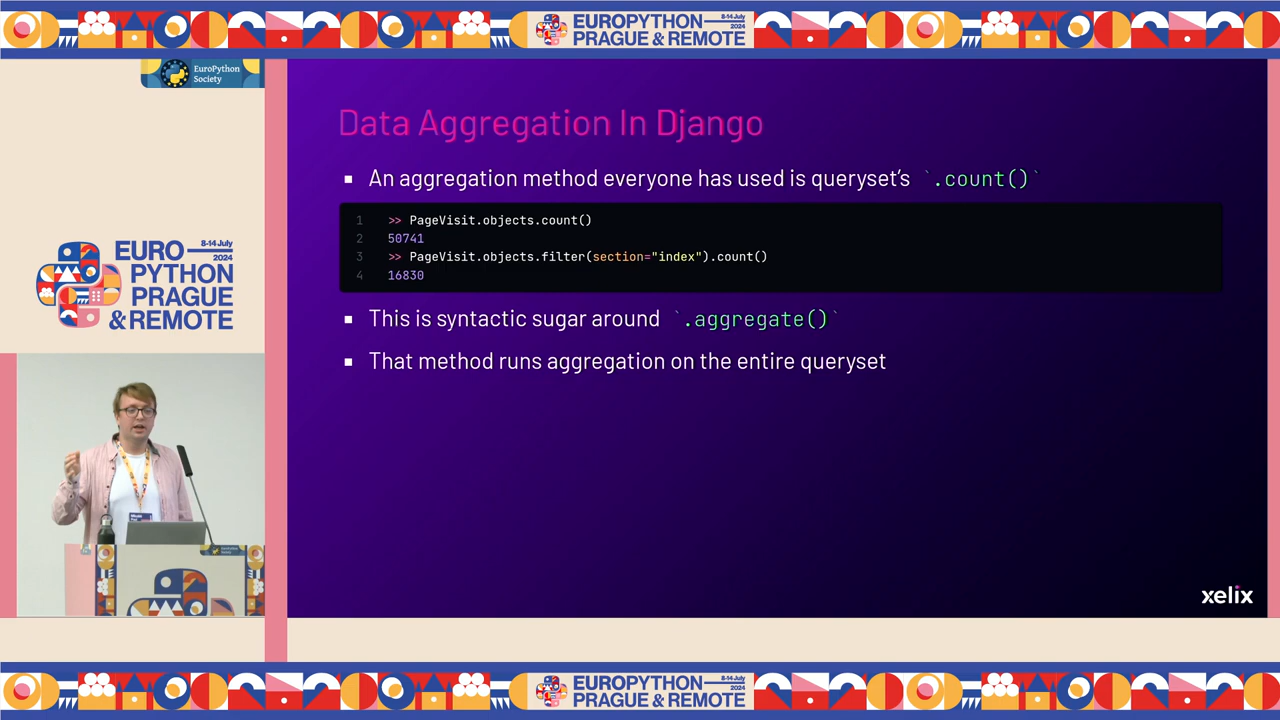 EUROPYTHON
PRAGUE & REMOTE
8-14 July
2024
EuroPython
Society
EURO
8-14 July
2024
PYTHON
PRAGUE
& REMOTE
Data Aggregation In Django
An aggregation method everyone has used is queryset’s `.count()`
1 >> PageVisit.objects.count()
2 50741
3 >> PageVisit.objects.filter(section="index").count()
4 16830
This is syntactic sugar around `.aggregate()`
That method runs aggregation on the entire queryset
xelix
EUROPYTHON
PRAGUE & REMOTE
8-14 July
2024